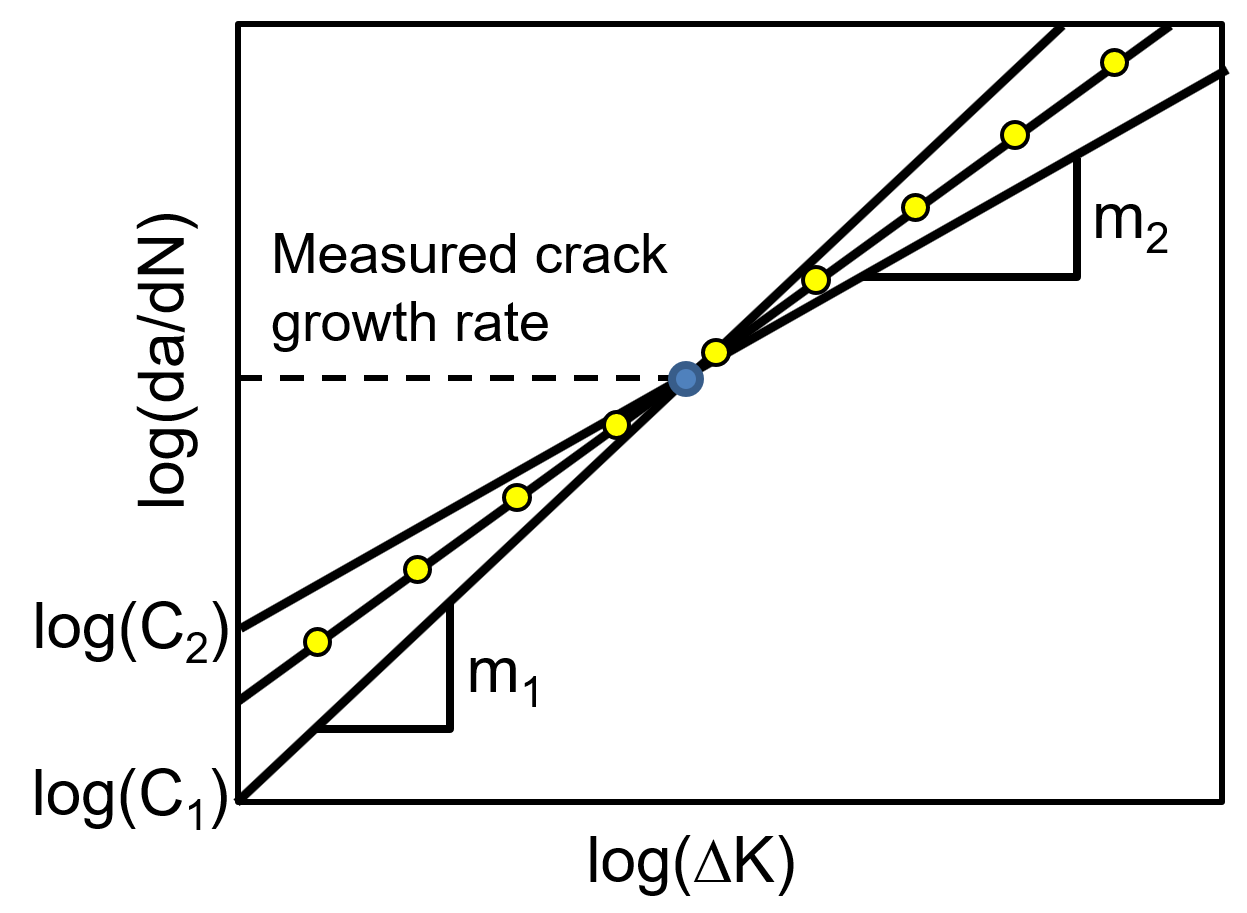 Measured crack
growth rate
log(da/dN)
m₂
log(C₂)
m₁
log(C₁)
log(ΔK)